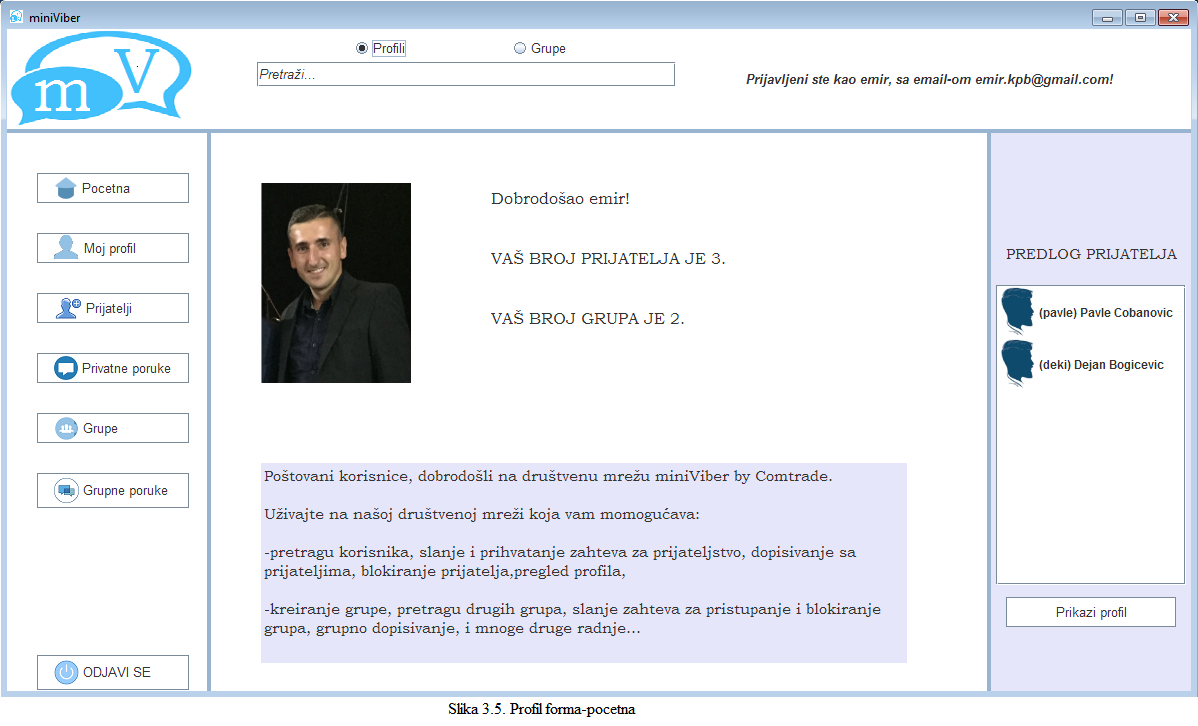 miniViber
m V
Profili
Grupe
Pretraži...
Prijavljeni ste kao emir, sa email-om emir.kpb@gmail.com!
Pocetna
Moj profil
Prijatelji
Privatne poruke
Grupe
Grupne poruke
ODJAVI SE
Dobrodošao emir!
VAŠ BROJ PRIJATELJA JE 3.
VAŠ BROJ GRUPA JE 2.
Poštovani korisnice, dobrodošli na društvenu mrežu miniViber by Comtrade.
Uživajte na našoj društvenoj mreži koja vam momogućava:
-pretragu korisnika, slanje i prihvatanje zahteva za prijateljstvo, dopisivanje sa
prijateljima, blokiranje prijatelja,pregled profila,
-kreiranje grupe, pretragu drugih grupa, slanje zahteva za pristupanje i blokiranje
grupa, grupno dopisivanje, i mnoge druge radnje...
PREDLOG PRIJATELJA
(pavle) Pavle Cobanovic
(deki) Dejan Bogicevic
Prikazi profil
Slika 3.5. Profil forma-pocetna